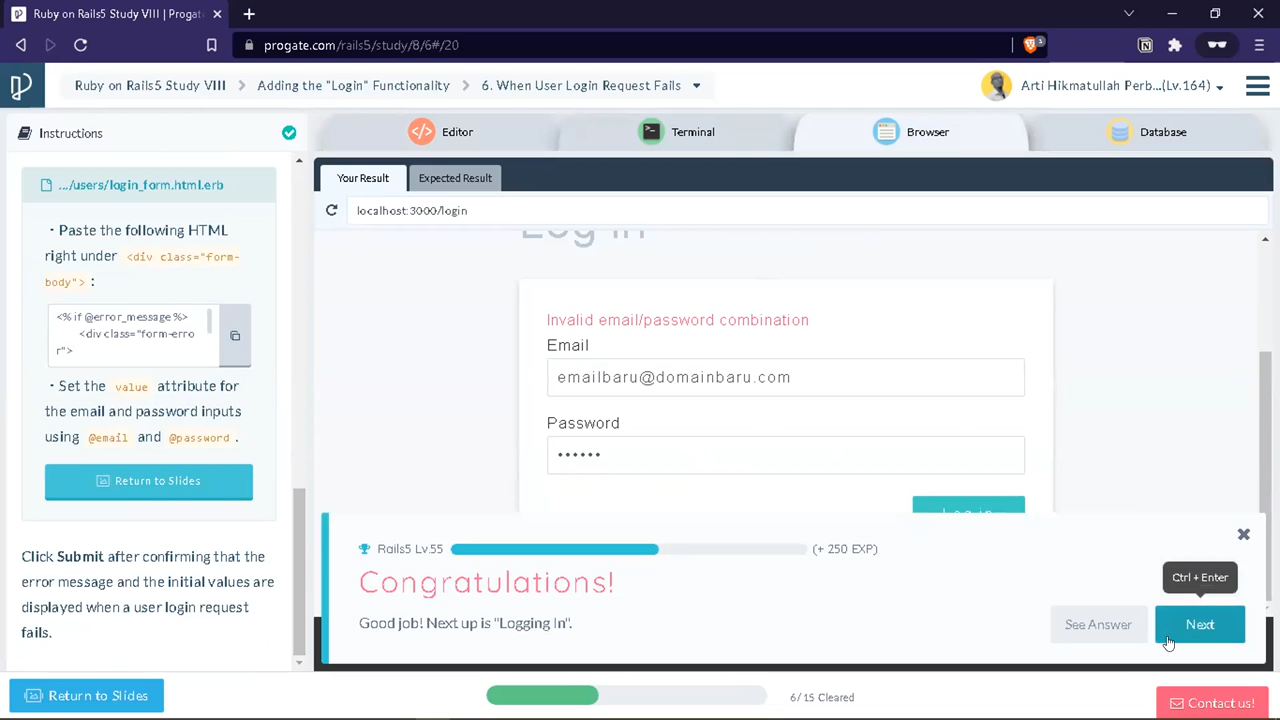 Ruby on Rails5 Study VIII | Progate
progate.com/rails5/study/8/6#/20
3
Ruby on Rails5 Study VIII > Adding the "Login" Functionality > 6. When User Login Request Fails
Arti Hikmatullah Perb...(Lv.164)
Instructions
Editor
Terminal
Browser
Database
.../users/login_form.html.erb
・Paste the following HTML
right under <div class="form-
body"> :
<% if @error_message %>
<div class="form-erro
r">
・Set the value attribute for
the email and password inputs
using @email and @password .
Return to Slides
Click Submit after confirming that the
error message and the initial values are
displayed when a user login request
fails.
Your Result
Expected Result
localhost:3000/login
Log in
Invalid email/password combination
Email
emailbaru@domainbaru.com
Password
••••••
Log in
Rails5 Lv.55
(+ 250 EXP)
Congratulations!
Good job! Next up is "Logging In".
Ctrl + Enter
See Answer
Next
Return to Slides
6/15 Cleared
Contact us!